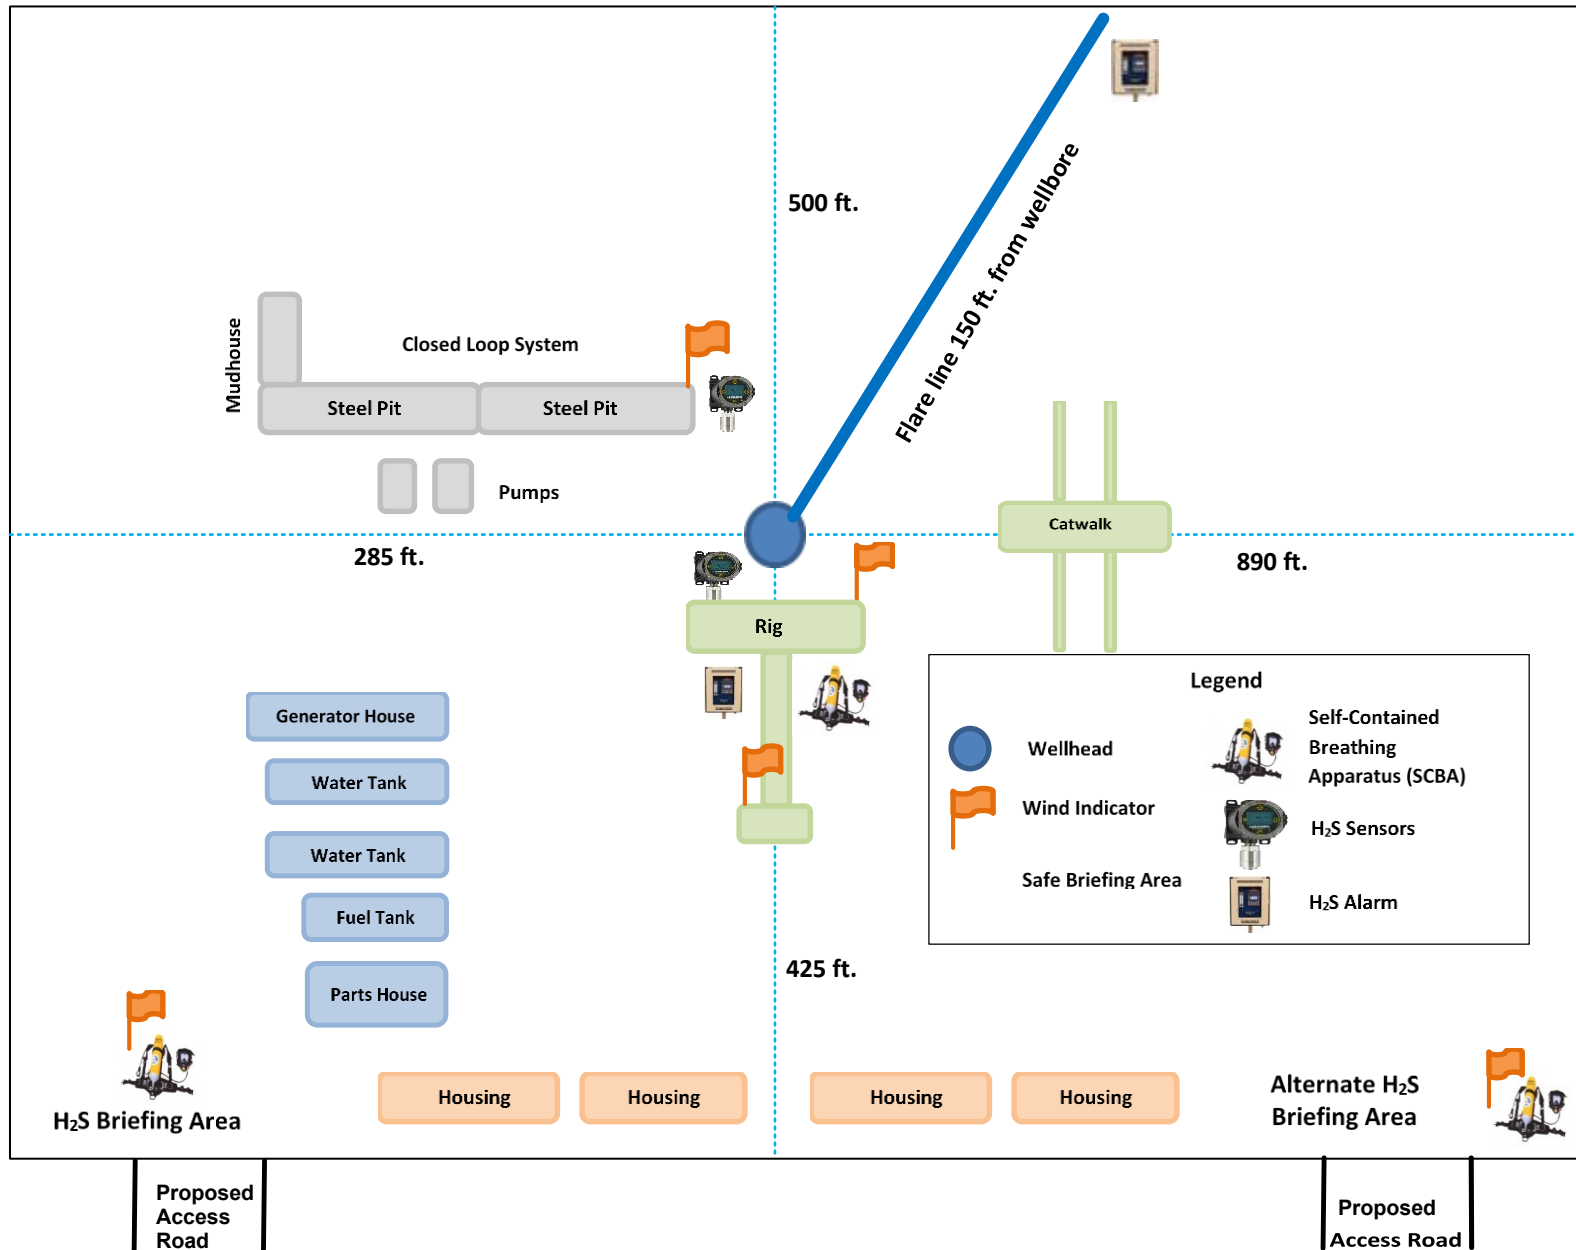 500 ft.
Flare line 150 ft. from wellbore
Mudhouse
Closed Loop System
Steel Pit
Steel Pit
Pumps
Catwalk
285 ft.
890 ft.
Rig
Generator House
Water Tank
Water Tank
Fuel Tank
Parts House
Legend
Wellhead
Wind Indicator
Safe Briefing Area
Self-Contained
Breathing
Apparatus (SCBA)
H₂S Sensors
H₂S Alarm
425 ft.
H₂S Briefing Area
Housing
Housing
Housing
Housing
Alternate H₂S
Briefing Area
Proposed
Access
Road
Proposed
Access Road